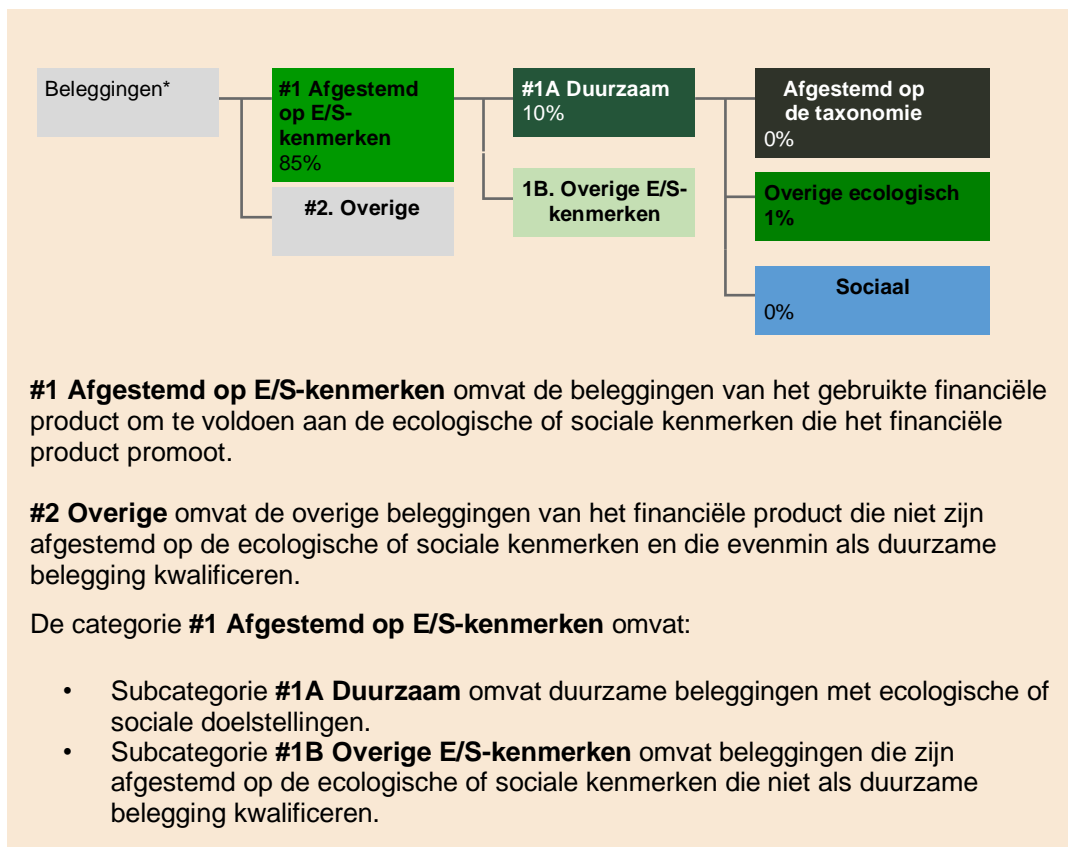 Beleggingen*
#1 Afgestemd
op E/S-
kenmerken
85%
#2. Overige
#1A Duurzaam
10%
1B. Overige E/S-
kenmerken
Afgestemd op
de taxonomie
0%
Overige ecologisch
1%
Sociaal
0%
#1 Afgestemd op E/S-kenmerken omvat de beleggingen van het gebruikte financiële
product om te voldoen aan de ecologische of sociale kenmerken die het financiële
product promoot.
#2 Overige omvat de overige beleggingen van het financiële product die niet zijn
afgestemd op de ecologische of sociale kenmerken en die evenmin als duurzame
belegging kwalificeren.
De categorie #1 Afgestemd op E/S-kenmerken omvat:
• Subcategorie #1A Duurzaam omvat duurzame beleggingen met ecologische of
sociale doelstellingen.
• Subcategorie #1B Overige E/S-kenmerken omvat beleggingen die zijn
afgestemd op de ecologische of sociale kenmerken die niet als duurzame
belegging kwalificeren.